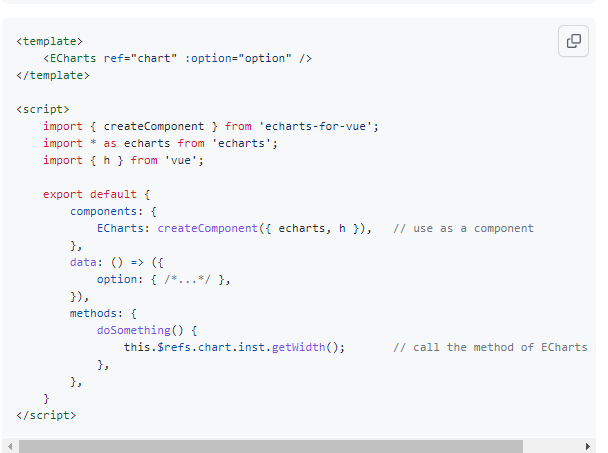 <template>
    <ECharts ref="chart" :option="option" />
</template>

<script>
    import { createComponent } from 'echarts-for-vue';
    import * as echarts from 'echarts';
    import { h } from 'vue';

    export default {
        components: {
            ECharts: createComponent({ echarts, h }),   // use as a component
        },
        data: () => ({
            option: { /*...*/ },
        }),
        methods: {
            doSomething() {
                this.$refs.chart.inst.getWidth();       // call the method of ECharts
            },
        },
    }
</script>